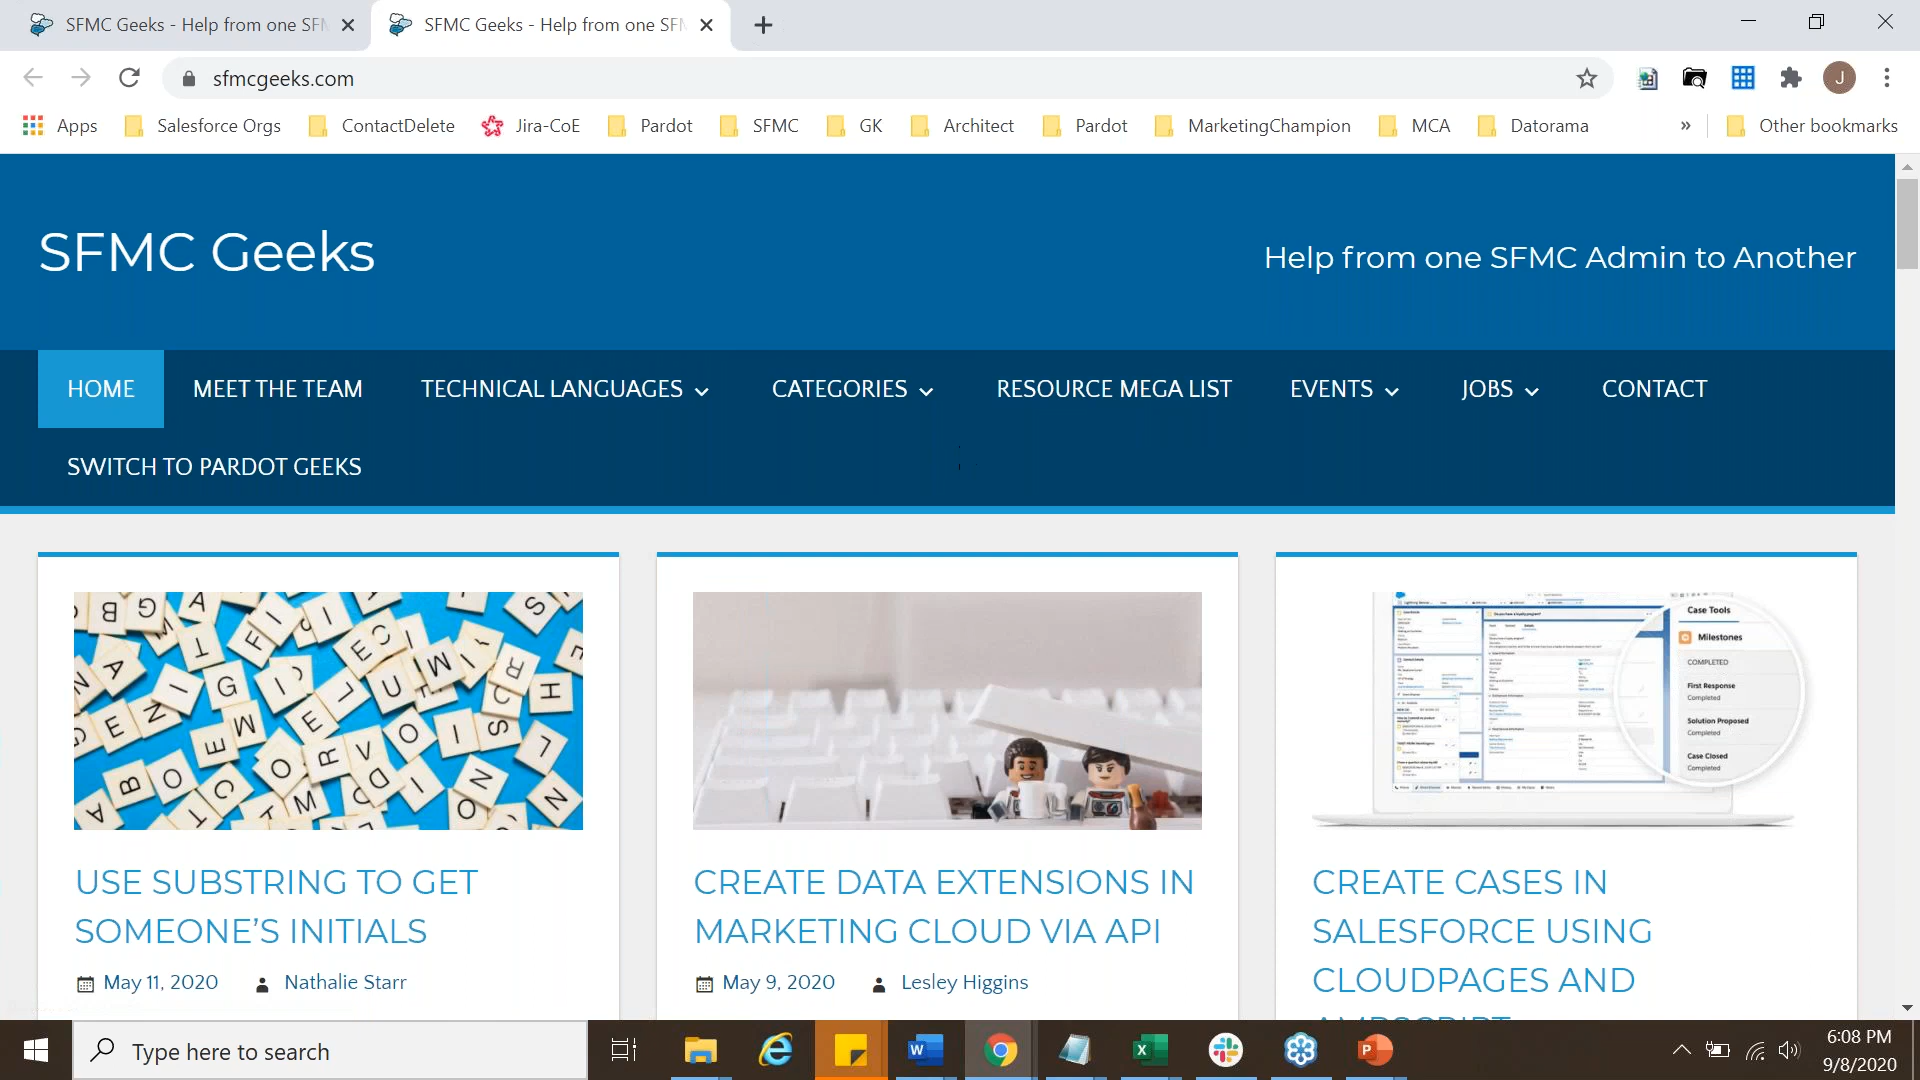 SFMC Geeks - Help from one SFM
SFMC Geeks - Help from one SFM
sfmcgeeks.com
J
Apps
Salesforce Orgs
ContactDelete
Jira-CoE
Pardot
SFMC
GK
Architect
Pardot
MarketingChampion
MCA
Datorama
»
Other bookmarks
SFMC Geeks
Help from one SFMC Admin to Another
HOME
MEET THE TEAM
TECHNICAL LANGUAGES
CATEGORIES
RESOURCE MEGA LIST
EVENTS
JOBS
CONTACT
SWITCH TO PARDOT GEEKS
Case Tools
Milestones
COMPLETED
First Response
Completed
Solution Proposed
Completed
Case Closed
Completed
USE SUBSTRING TO GET
SOMEONE’S INITIALS
May 11, 2020
Nathalie Starr
CREATE DATA EXTENSIONS IN
MARKETING CLOUD VIA API
May 9, 2020
Lesley Higgins
CREATE CASES IN
SALESFORCE USING
CLOUDPAGES AND
AMPSCRIPT
Type here to search
6:08 PM
9/8/2020